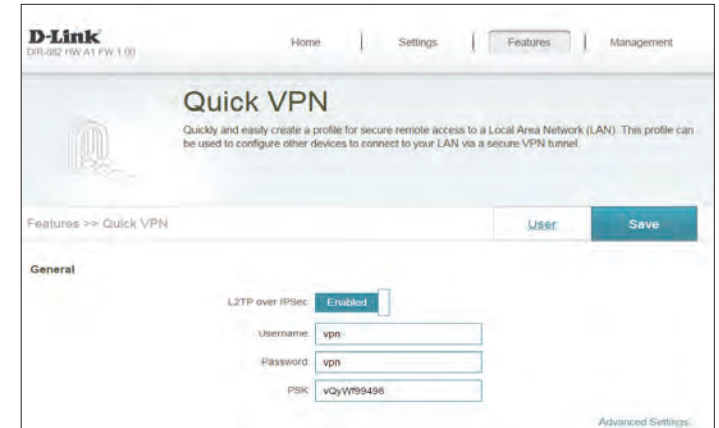 D-Link
DIR-882 HW:A1 FW:1.00
Home | Settings | Features | Management
Quick VPN
Quickly and easily create a profile for secure remote access to a Local Area Network (LAN). This profile can
be used to configure other devices to connect to your LAN via a secure VPN tunnel.
Features >> Quick VPN
User
Save
General
L2TP over IPSec: Enabled
Username: vpn
Password: vpn
PSK: vQyWf99498
Advanced Settings...